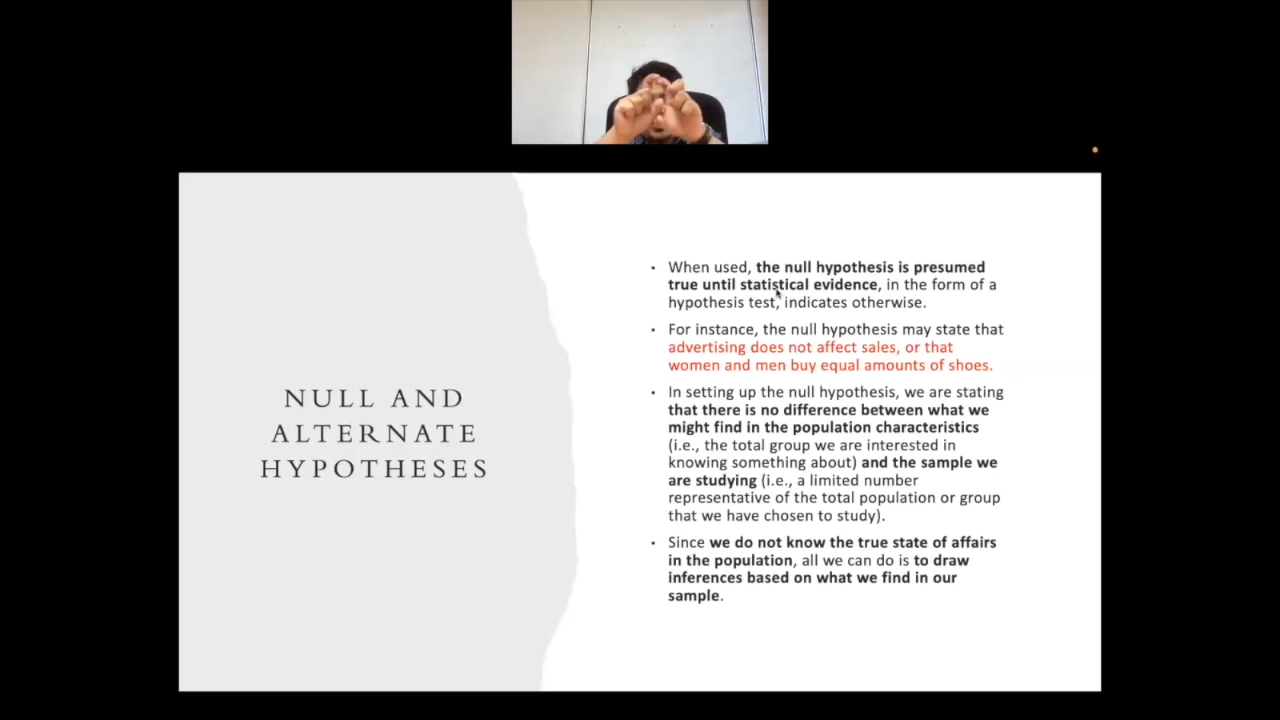 NULL AND
ALTERNATE
HYPOTHESES
• When used, the null hypothesis is presumed
true until statistical evidence, in the form of a
hypothesis test, indicates otherwise.
• For instance, the null hypothesis may state that
advertising does not affect sales, or that
women and men buy equal amounts of shoes.
• In setting up the null hypothesis, we are stating
that there is no difference between what we
might find in the population characteristics
(i.e., the total group we are interested in
knowing something about) and the sample we
are studying (i.e., a limited number
representative of the total population or group
that we have chosen to study).
• Since we do not know the true state of affairs
in the population, all we can do is to draw
inferences based on what we find in our
sample.